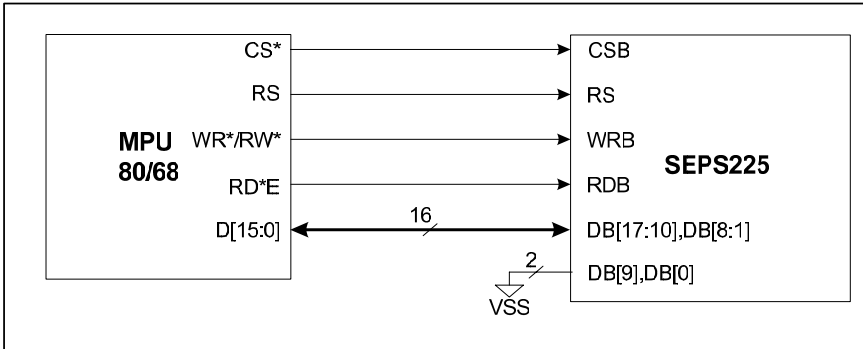 CS* CSB
RS RS
MPU WR*/RW* WRB
80/68 SEPS225
RD*E RDB
D[15:0] 16 DB[17:10],DB[8:1]
2 DB[9],DB[0]
VSS